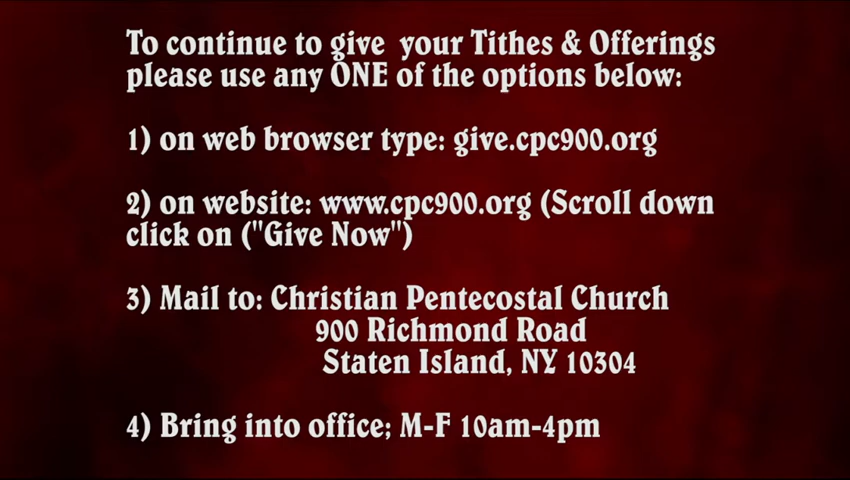 To continue to give  your Tithes & Offerings
please use any ONE of the options below:
1) on web browser type: give.cpc900.org
2) on website: www.cpc900.org (Scroll down
click on ("Give Now")
3) Mail to: Christian Pentecostal Church
900 Richmond Road
Staten Island, NY 10304
4) Bring into office; M-F 10am-4pm